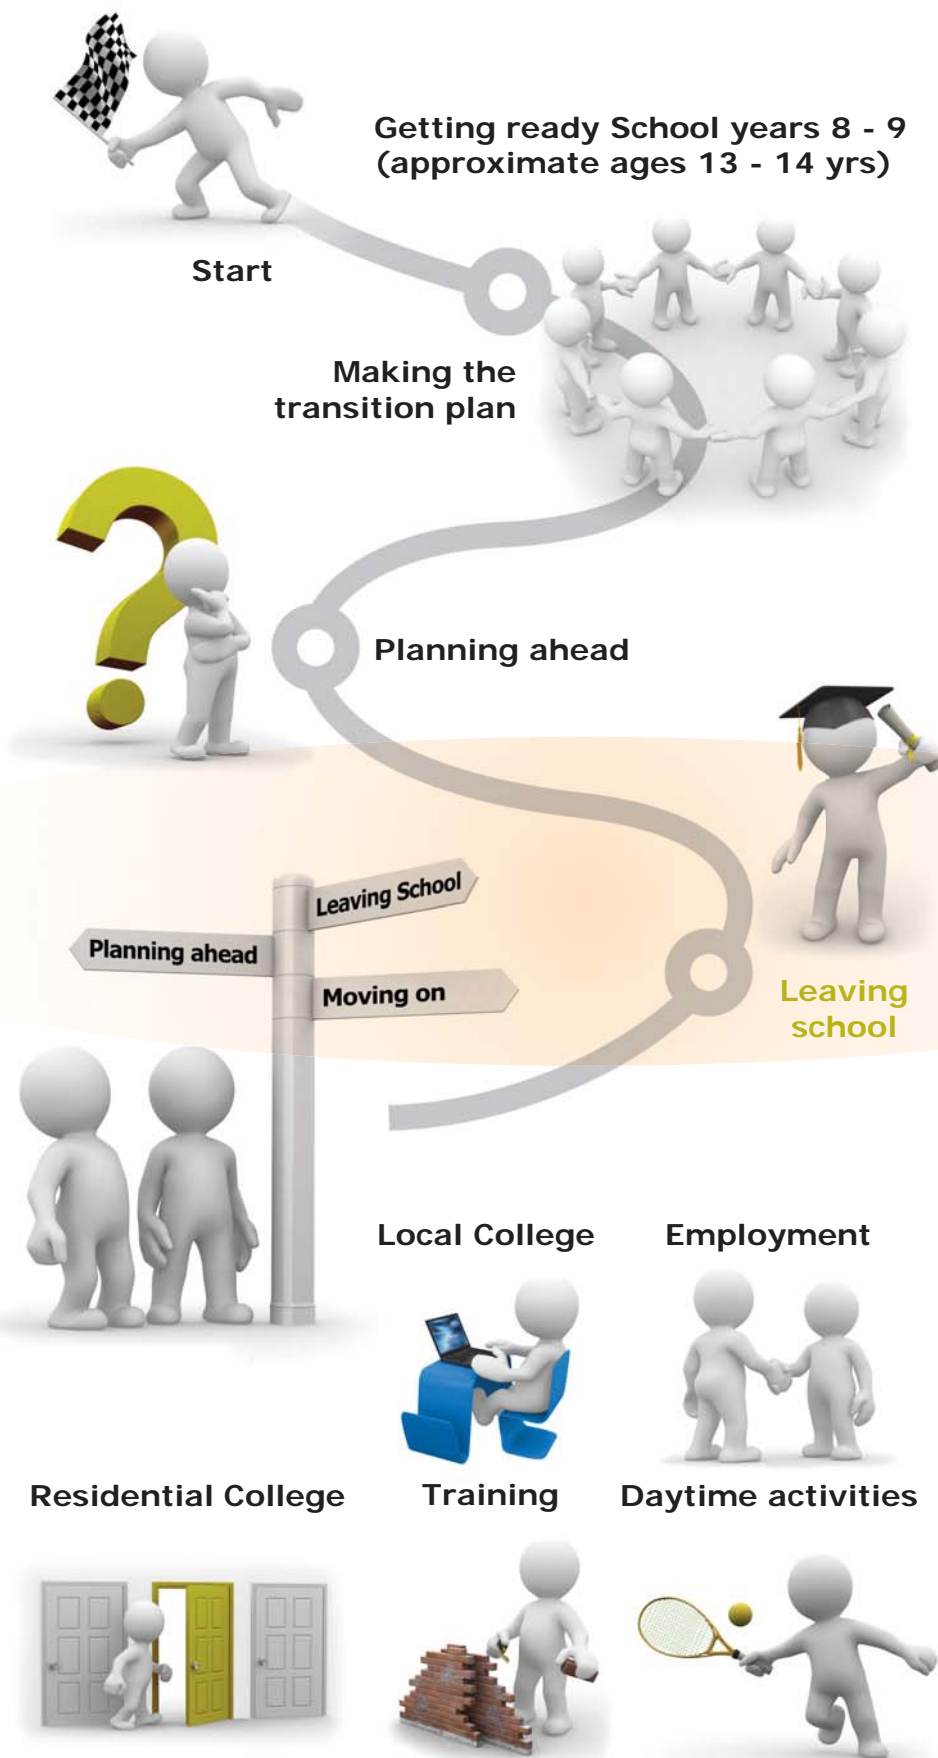 Getting ready School years 8 - 9
(approximate ages 13 - 14 yrs)
Start
Making the
transition plan
Planning ahead
Leaving School
Planning ahead
Moving on
Leaving
school
Local College
Employment
Residential College
Training
Daytime activities